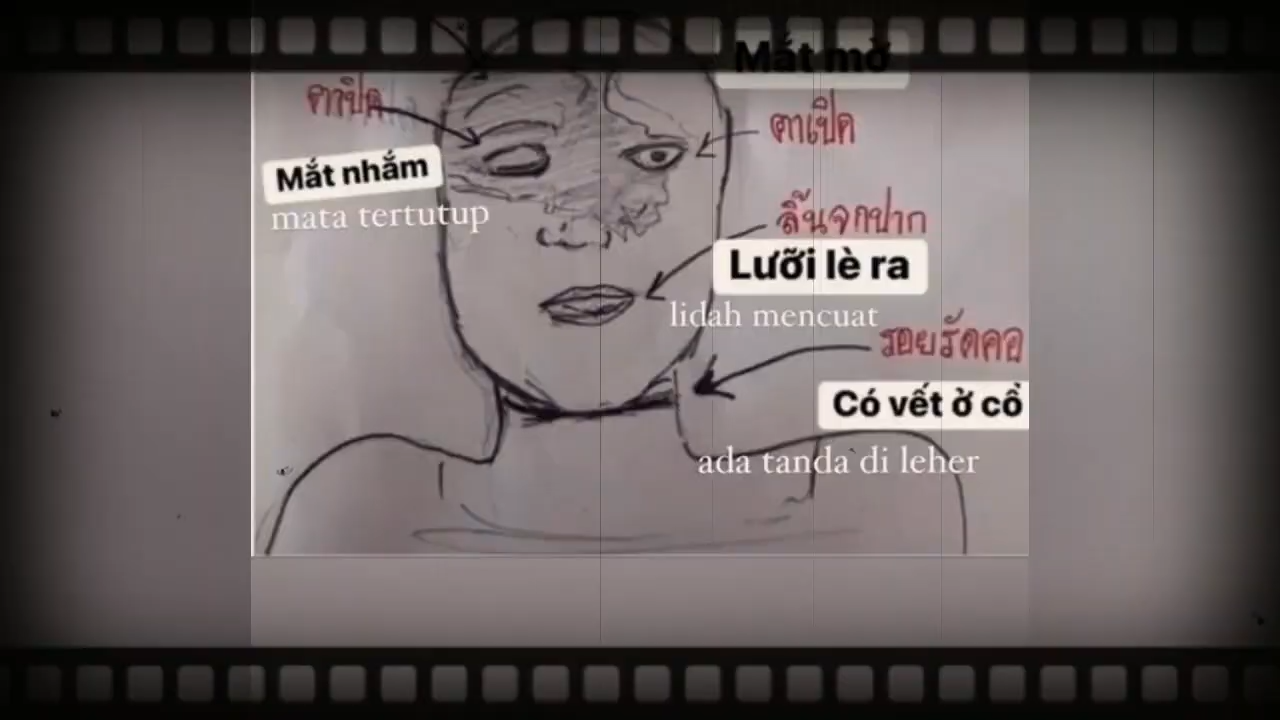 Mắt mở
ตาปิด
ตาเปิด
Mắt nhắm
mata tertutup
ลิ้นจุกปาก
Lưỡi lè ra
lidah mencuat
รอยรัดคอ
Có vết ở cổ
ada tanda di leher